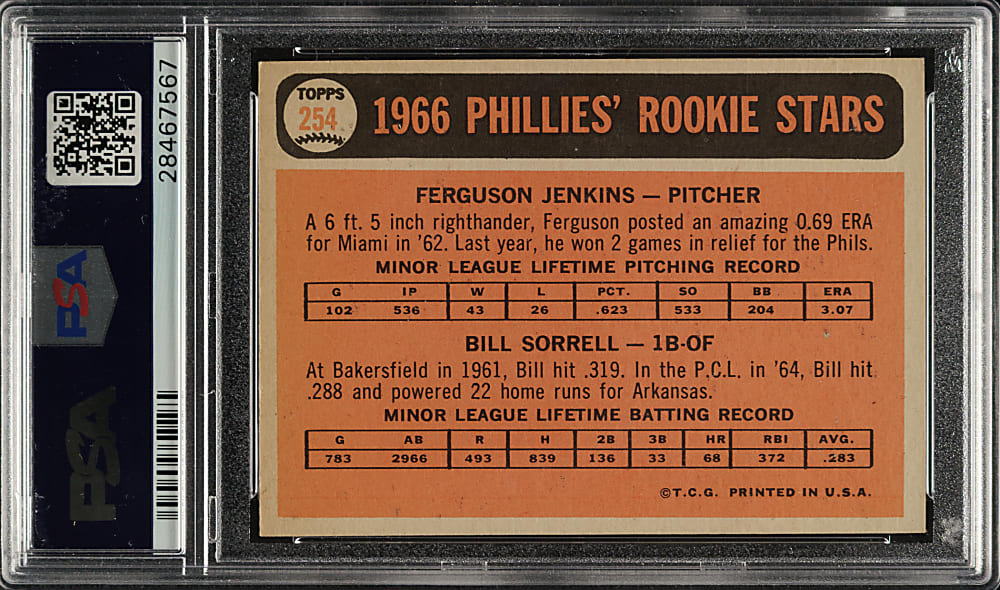 PSA
PSA
28467567
TOPPS
254
1966 PHILLIES' ROOKIE STARS
FERGUSON JENKINS — PITCHER
A 6 ft. 5 inch righthander, Ferguson posted an amazing 0.69 ERA
for Miami in '62. Last year, he won 2 games in relief for the Phils.
MINOR LEAGUE LIFETIME PITCHING RECORD
G IP W L PCT. SO BB ERA
102 536 43 26 .623 533 204 3.07
BILL SORRELL — 1B-OF
At Bakersfield in 1961, Bill hit .319. In the P.C.L. in '64, Bill hit
.288 and powered 22 home runs for Arkansas.
MINOR LEAGUE LIFETIME BATTING RECORD
G AB R H 2B 3B HR RBI AVG.
783 2966 493 839 136 33 68 372 .283
©T.C.G. PRINTED IN U.S.A.